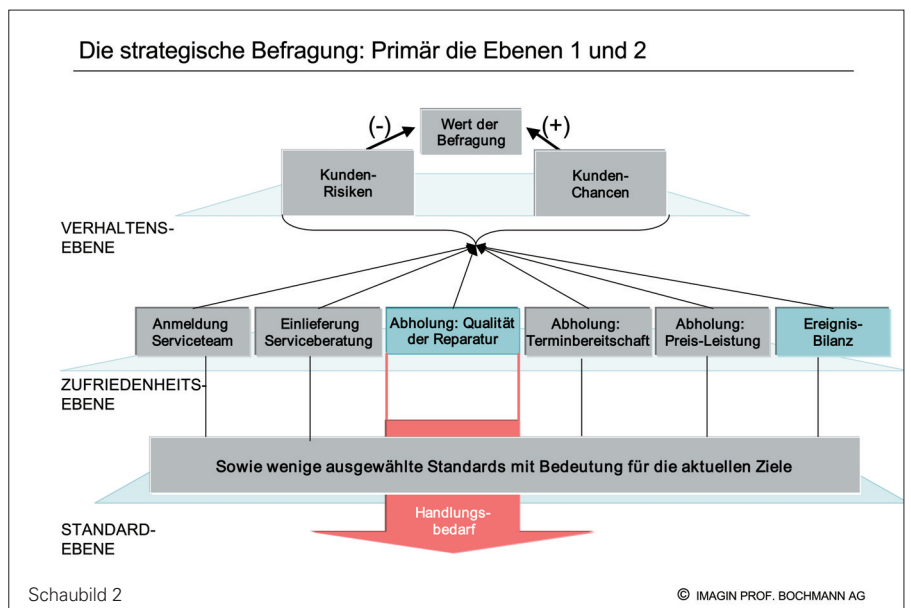 Die strategische Befragung: Primär die Ebenen 1 und 2
(-)
Wert der
Befragung
(+)
Kunden-
Risiken
Kunden-
Chancen
VERHALTENS-
EBENE
Anmeldung
Serviceteam
Einlieferung
Serviceberatung
Abholung: Qualität
der Reparatur
Abholung:
Terminbereitschaft
Abholung:
Preis-Leistung
Ereignis-
Bilanz
ZUFRIEDENHEITS-
EBENE
Sowie wenige ausgewählte Standards mit Bedeutung für die aktuellen Ziele
Handlungs-
bedarf
STANDARD-
EBENE
Schaubild 2
© IMAGIN PROF. BOCHMANN AG